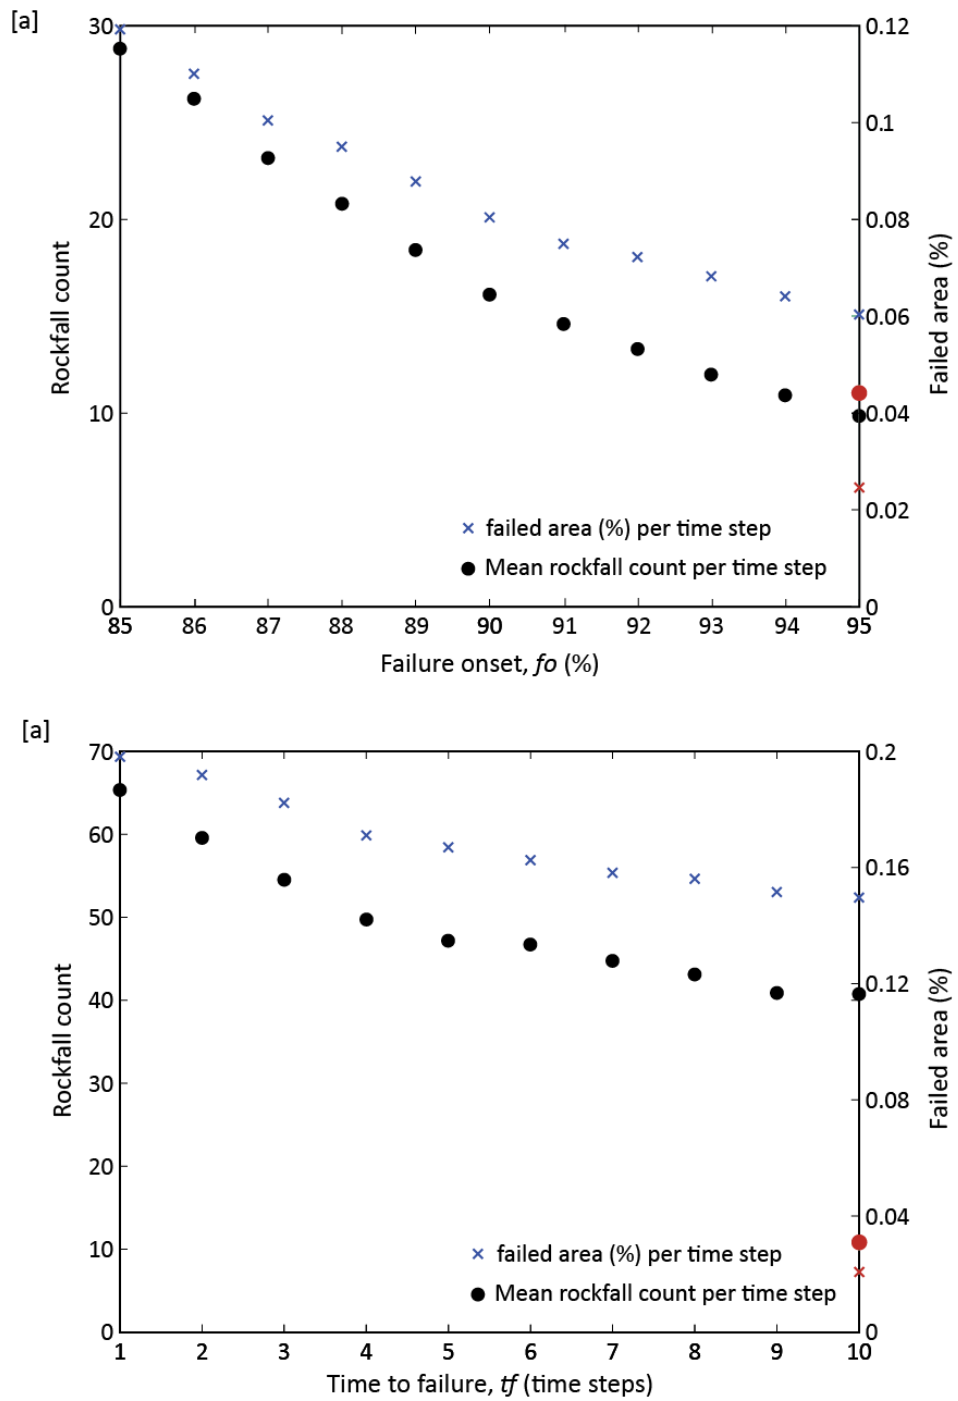 [a]
30
20
10
0
Rockfall count
0.12
0.1
0.08
0.06
0.04
0.02
0
Failed area (%)
× failed area (%) per time step
● Mean rockfall count per time step
85 86 87 88 89 90 91 92 93 94 95
Failure onset, fo (%)
[a]
70
60
50
40
30
20
10
0
Rockfall count
0.2
0.16
0.12
0.08
0.04
0
Failed area (%)
× failed area (%) per time step
● Mean rockfall count per time step
1 2 3 4 5 6 7 8 9 10
Time to failure, tf (time steps)